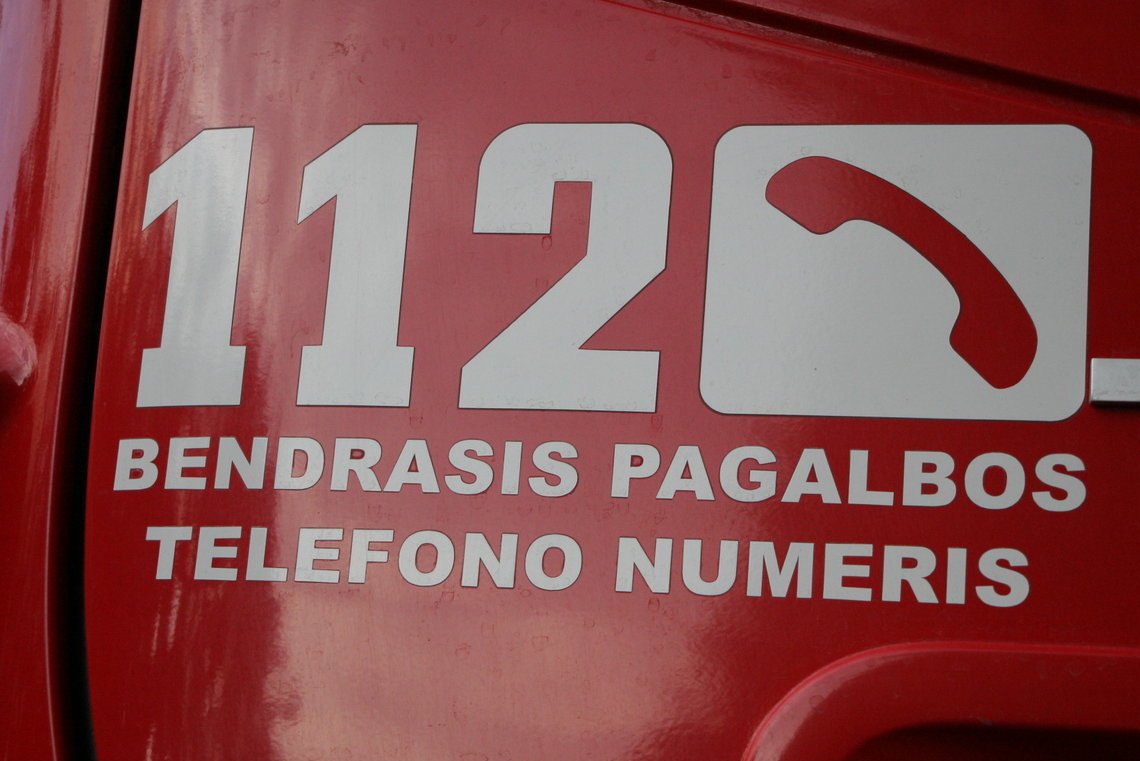 112
BENDRASIS PAGALBOS
TELEFONO NUMERIS